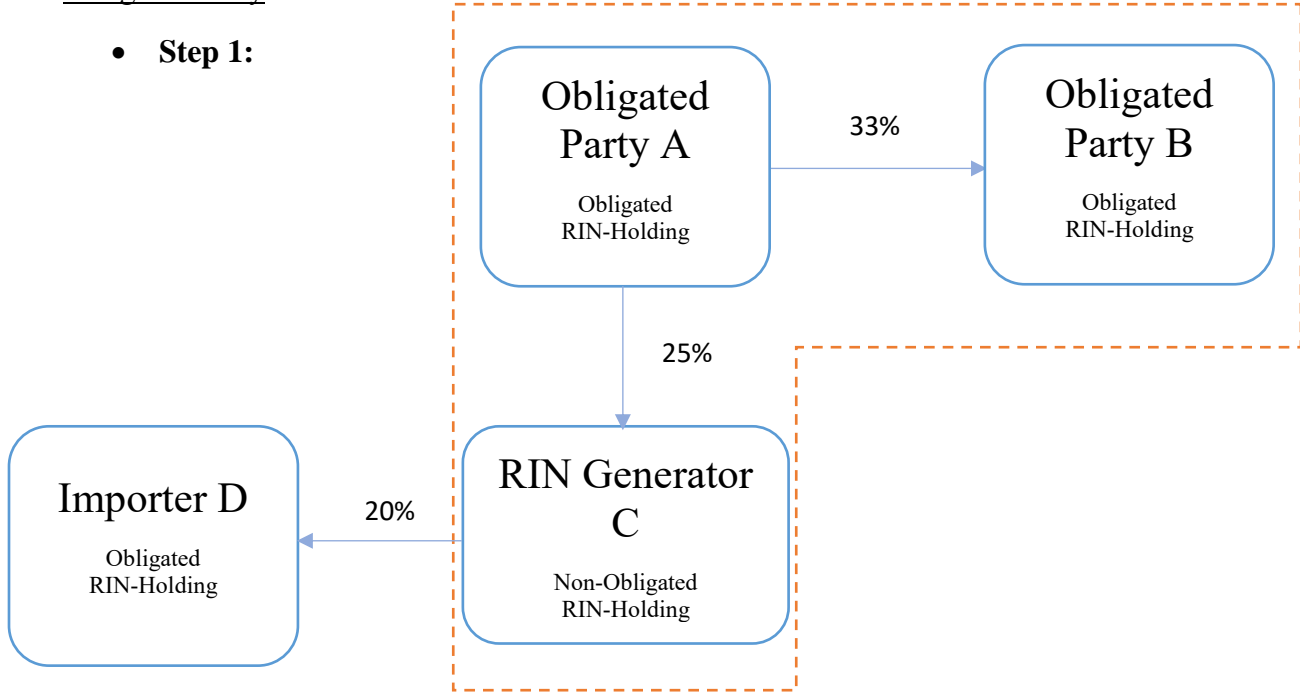 • Step 1:
Obligated
Party A
Obligated
RIN-Holding
33%
Obligated
Party B
Obligated
RIN-Holding
25%
Importer D
Obligated
RIN-Holding
20%
RIN Generator
C
Non-Obligated
RIN-Holding